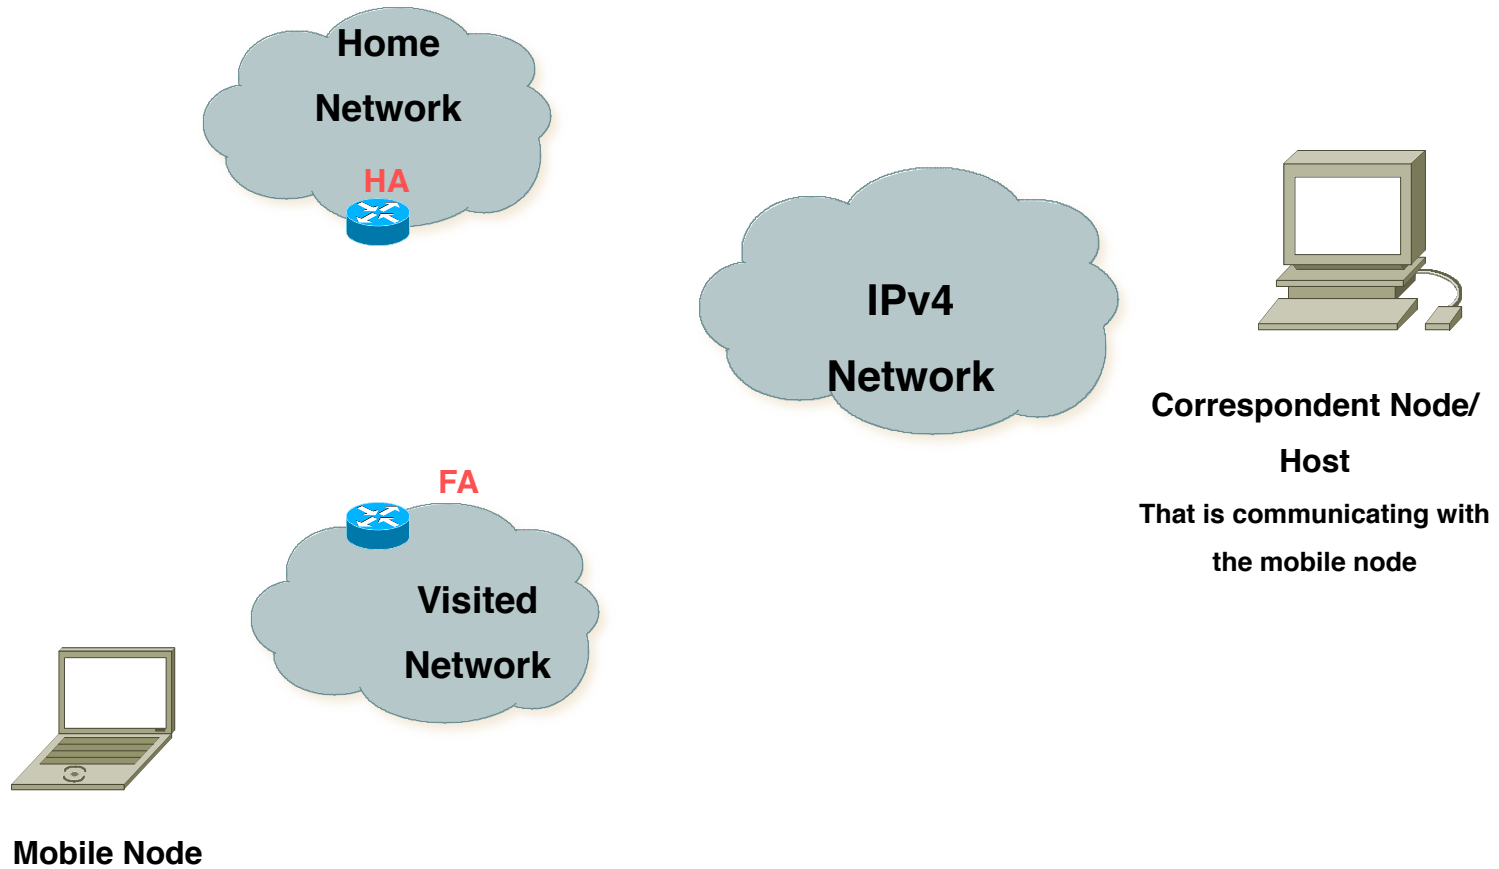 Home
Network
HA
IPv4
Network
Correspondent Node/
Host
That is communicating with
the mobile node
FA
Visited
Network
Mobile Node